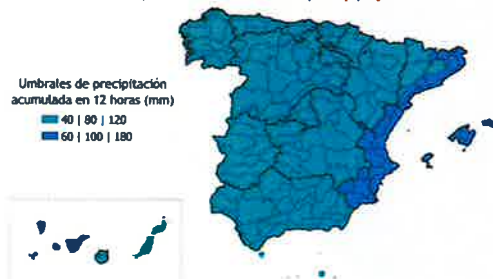 Umbrales de precipitación
acumulada en 12 horas (mm)
40 | 80 | 120
60 | 100 | 180